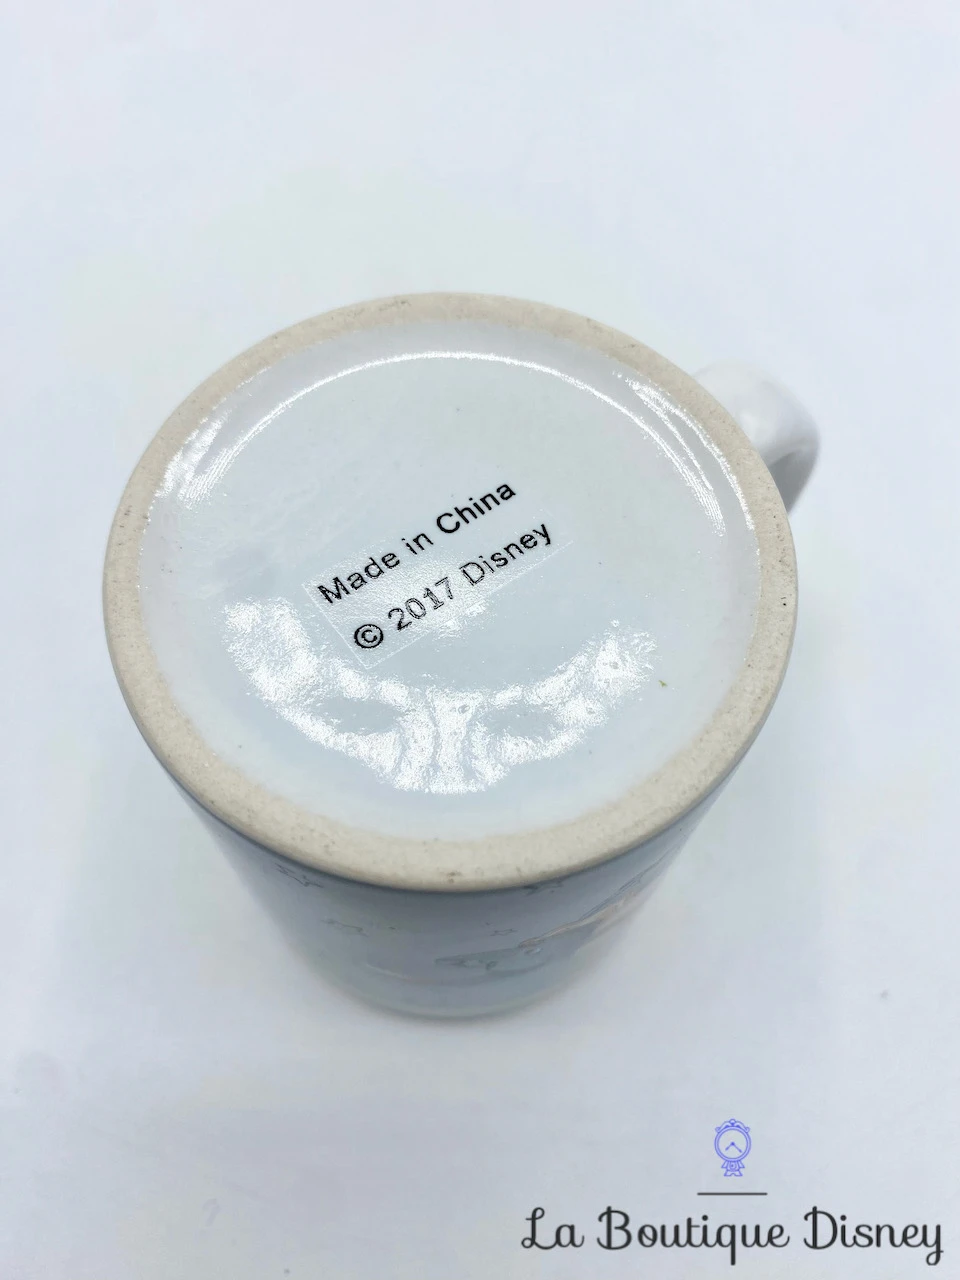 Made in China
© 2017 Disney
La Boutique Disney